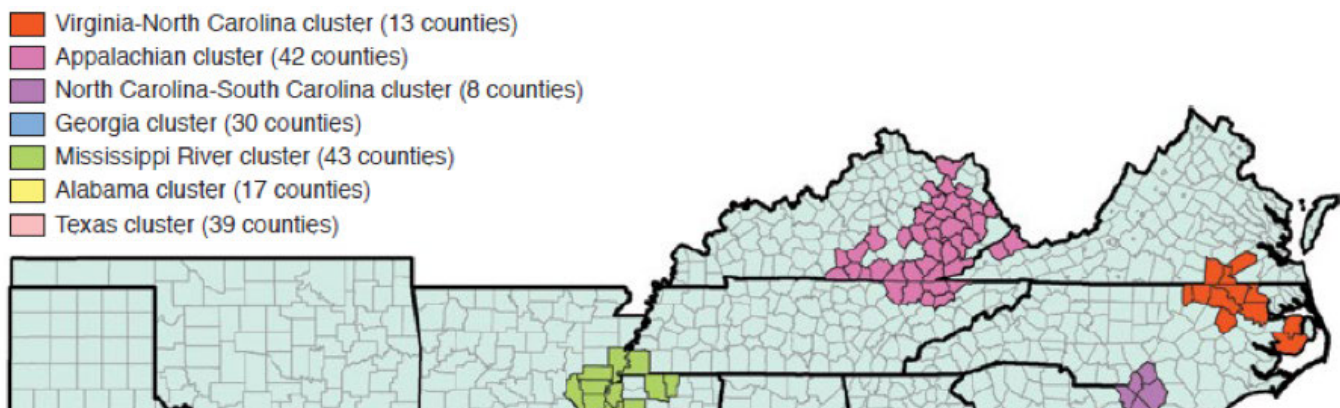 Virginia-North Carolina cluster (13 counties)
Appalachian cluster (42 counties)
North Carolina-South Carolina cluster (8 counties)
Georgia cluster (30 counties)
Mississippi River cluster (43 counties)
Alabama cluster (17 counties)
Texas cluster (39 counties)